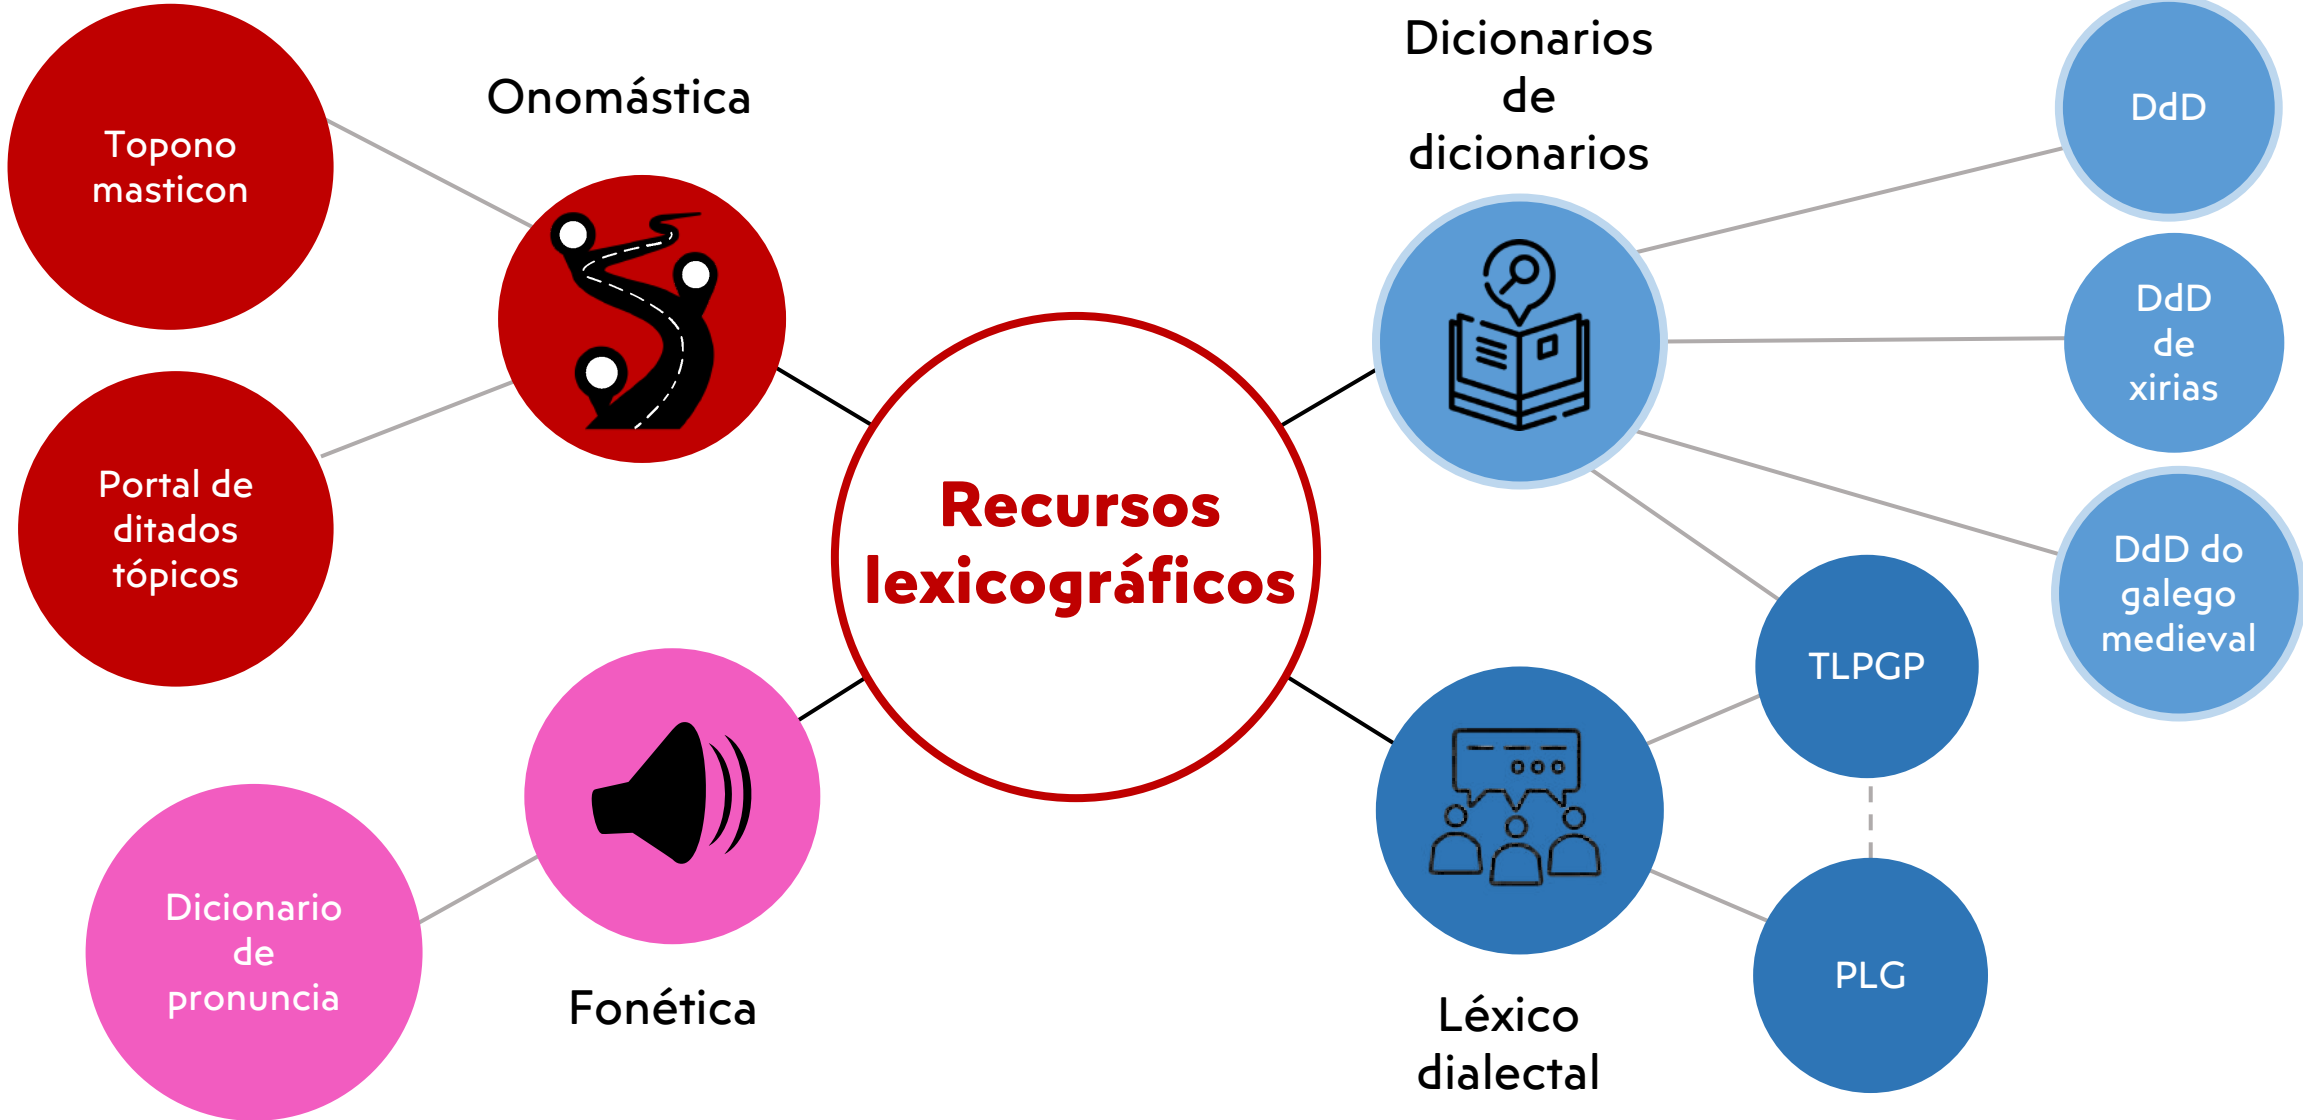 Onomástica
Topono
masticon
Portal de
ditados
tópicos
Dicionarios
de
dicionarios
DdD
DdD
de
xirias
DdD do
galego
medieval
Recursos
lexicográficos
TLPGP
PLG
Léxico
dialectal
Fonética
Dicionario
de
pronuncia